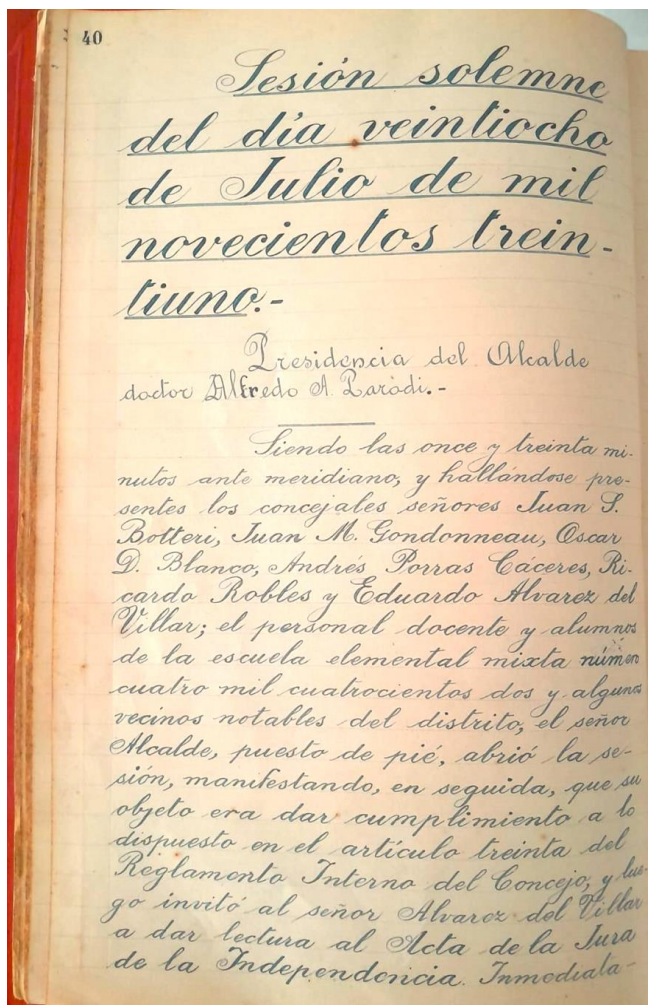 40
Sesión solemne
del día veintiocho
de Julio de mil
novecientos trein-
tiuno.-
Presidencia del Alcalde
doctor Alfredo A. Parodi.-
Siendo las once y treinta mi-
nutos ante meridiano, y hallándose pre-
sentes los concejales señores Juan S.
Botteri, Juan M. Gondonneau, Oscar
D. Blanco, Andrés Porras Cáceres, Ri-
cardo Robles y Eduardo Alvarez del
Villar; el personal docente y alumnos
de la escuela elemental mixta número
cuatro mil cuatrocientos dos y algunos
vecinos notables del distrito, el señor
Alcalde, puesto de pié, abrió la se-
sión, manifestando, en seguida, que su
objeto era dar cumplimiento a lo
dispuesto en el artículo treinta del
Reglamento Interno del Concejo, y lue-
go invitó al señor Alvarez del Villar
a dar lectura al Acta de la Jura
de la Independencia. Inmediata-